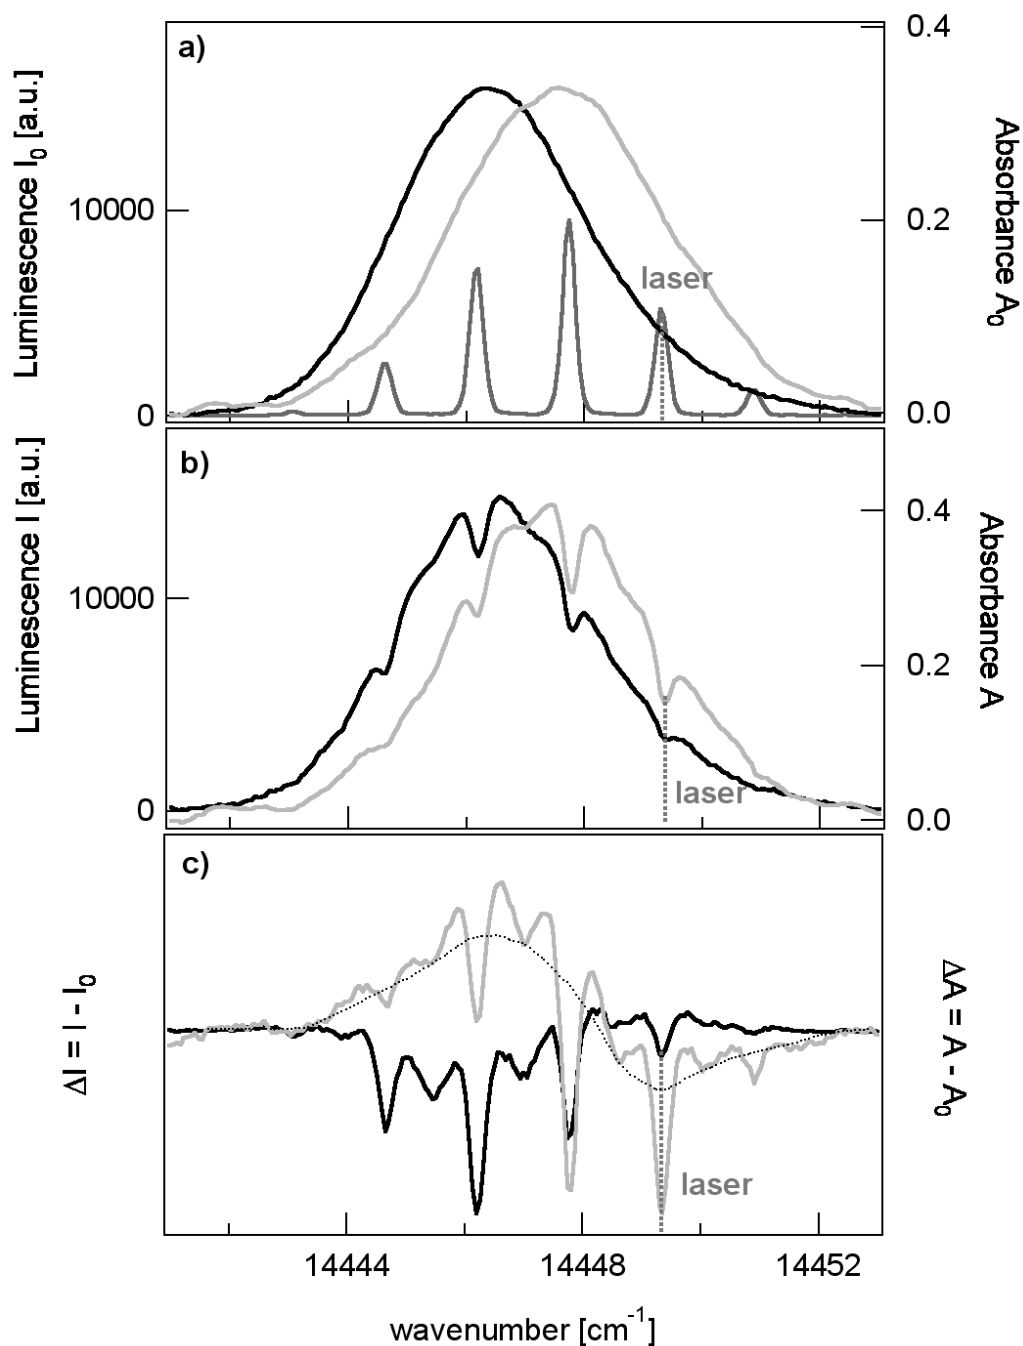 a)
Luminescence I0 [a.u.]
10000
0
0.4
0.2
0.0
Absorbance A0
laser
b)
Luminescence I [a.u.]
10000
0
0.4
0.2
0.0
Absorbance A
laser
c)
ΔI = I - I0
ΔA = A - A0
laser
14444 14448 14452
wavenumber [cm-1]